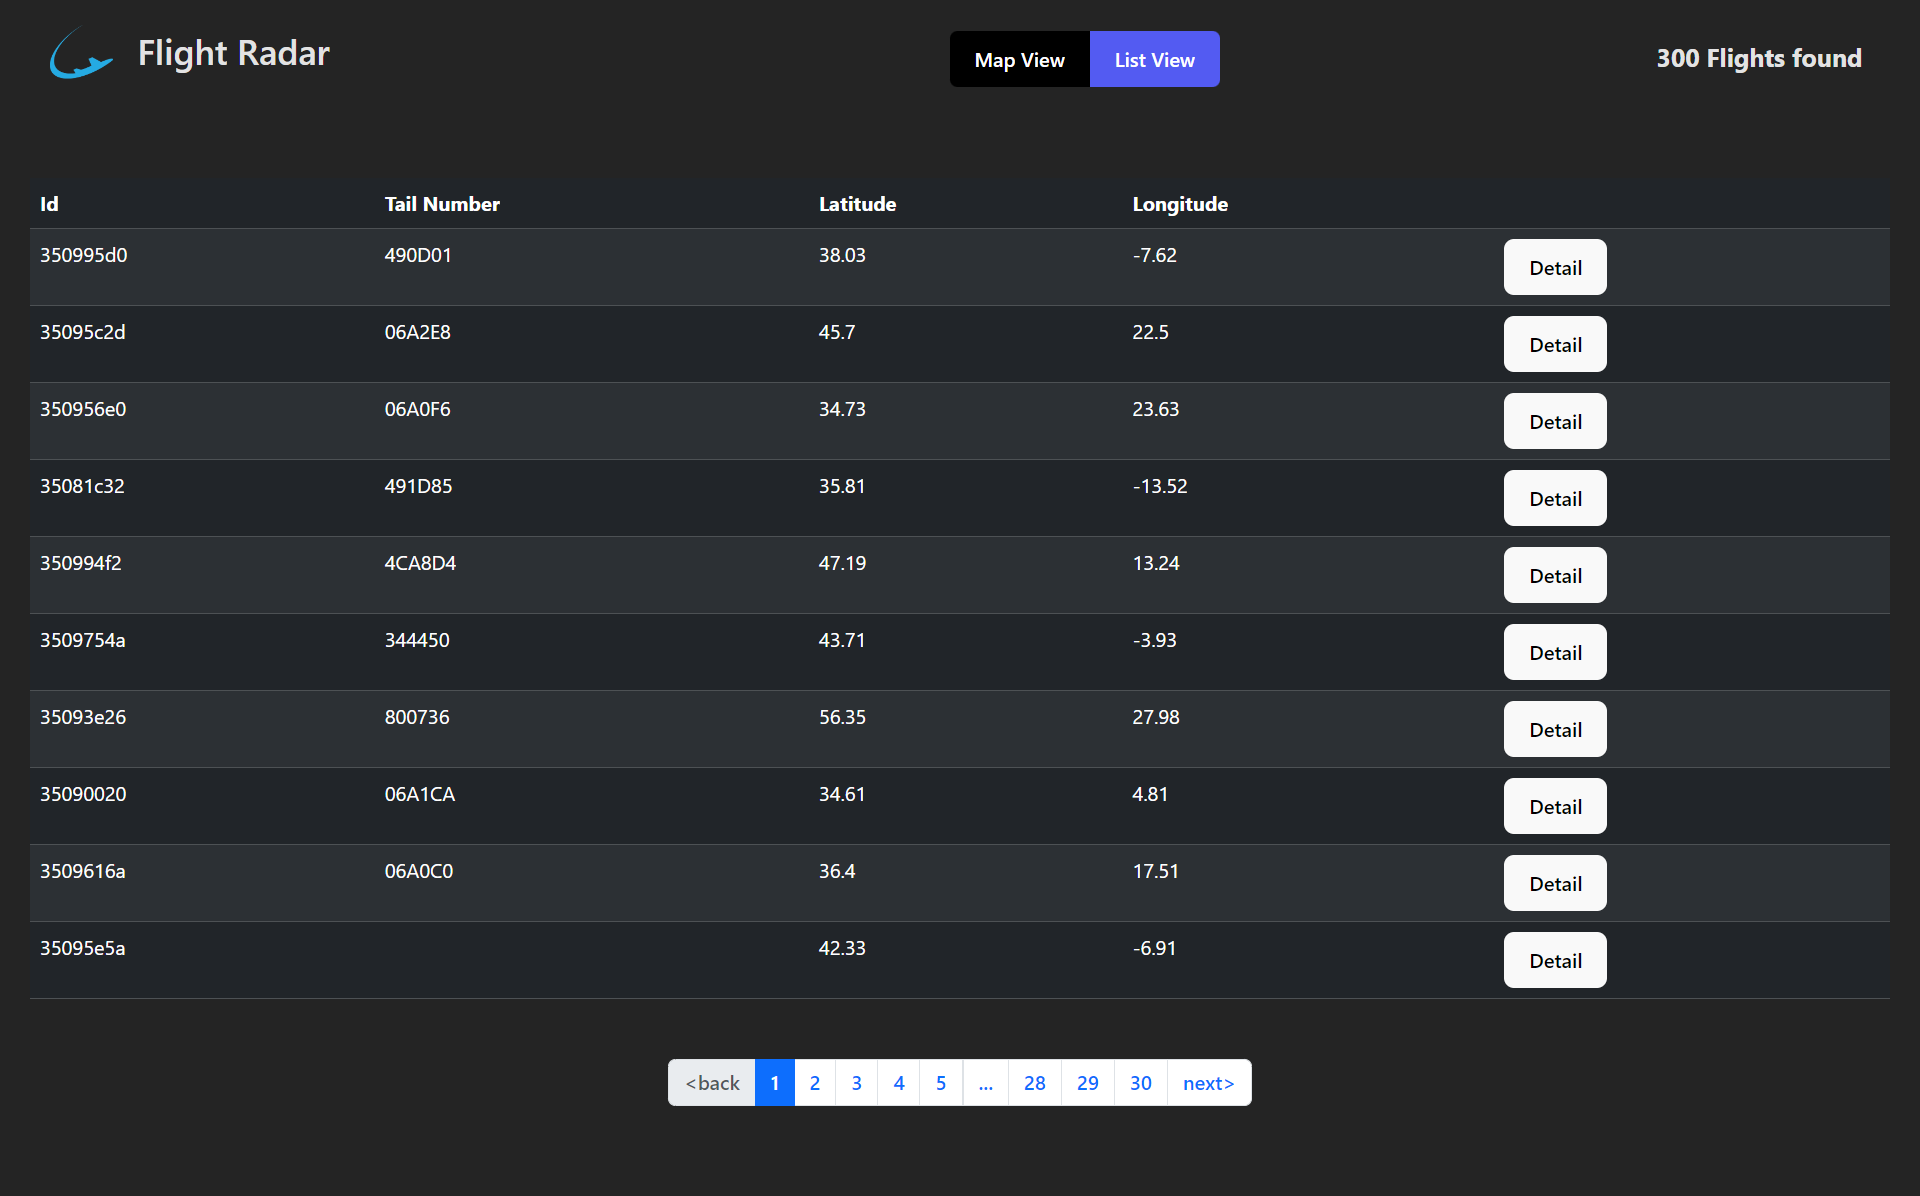 Flight Radar
Map View List View
300 Flights found
Id Tail Number Latitude Longitude
350995d0 490D01 38.03 -7.62 Detail
35095c2d 06A2E8 45.7 22.5 Detail
350956e0 06A0F6 34.73 23.63 Detail
35081c32 491D85 35.81 -13.52 Detail
350994f2 4CA8D4 47.19 13.24 Detail
3509754a 344450 43.71 -3.93 Detail
35093e26 800736 56.35 27.98 Detail
35090020 06A1CA 34.61 4.81 Detail
3509616a 06A0C0 36.4 17.51 Detail
35095e5a 42.33 -6.91 Detail
<back 1 2 3 4 5 ... 28 29 30 next>